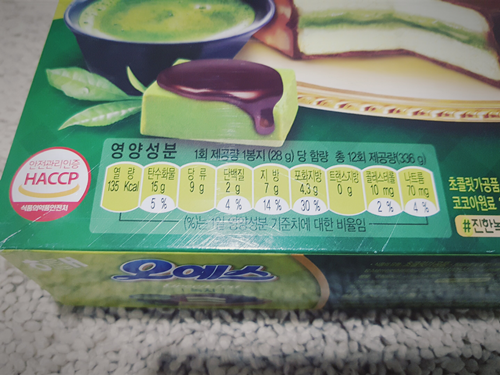 영양성분 1회 제공량 1봉지 (28 g) 당 함량 총 12회 제공량(336 g)
안전관리인증
HACCP
식품의약품안전처
열량 탄수화물 당류 단백질 지방 포화지방 트랜스지방 콜레스테롤 나트륨
135 Kcal 15 g 9 g 2 g 7 g 4.3 g 0 g 10 mg 70 mg
5 % 4 % 14 % 30 % 2 % 4 %
(%)는 1일 영양성분 기준치에 대한 비율임
초콜릿가공품
코코아원료
#진한
오예스